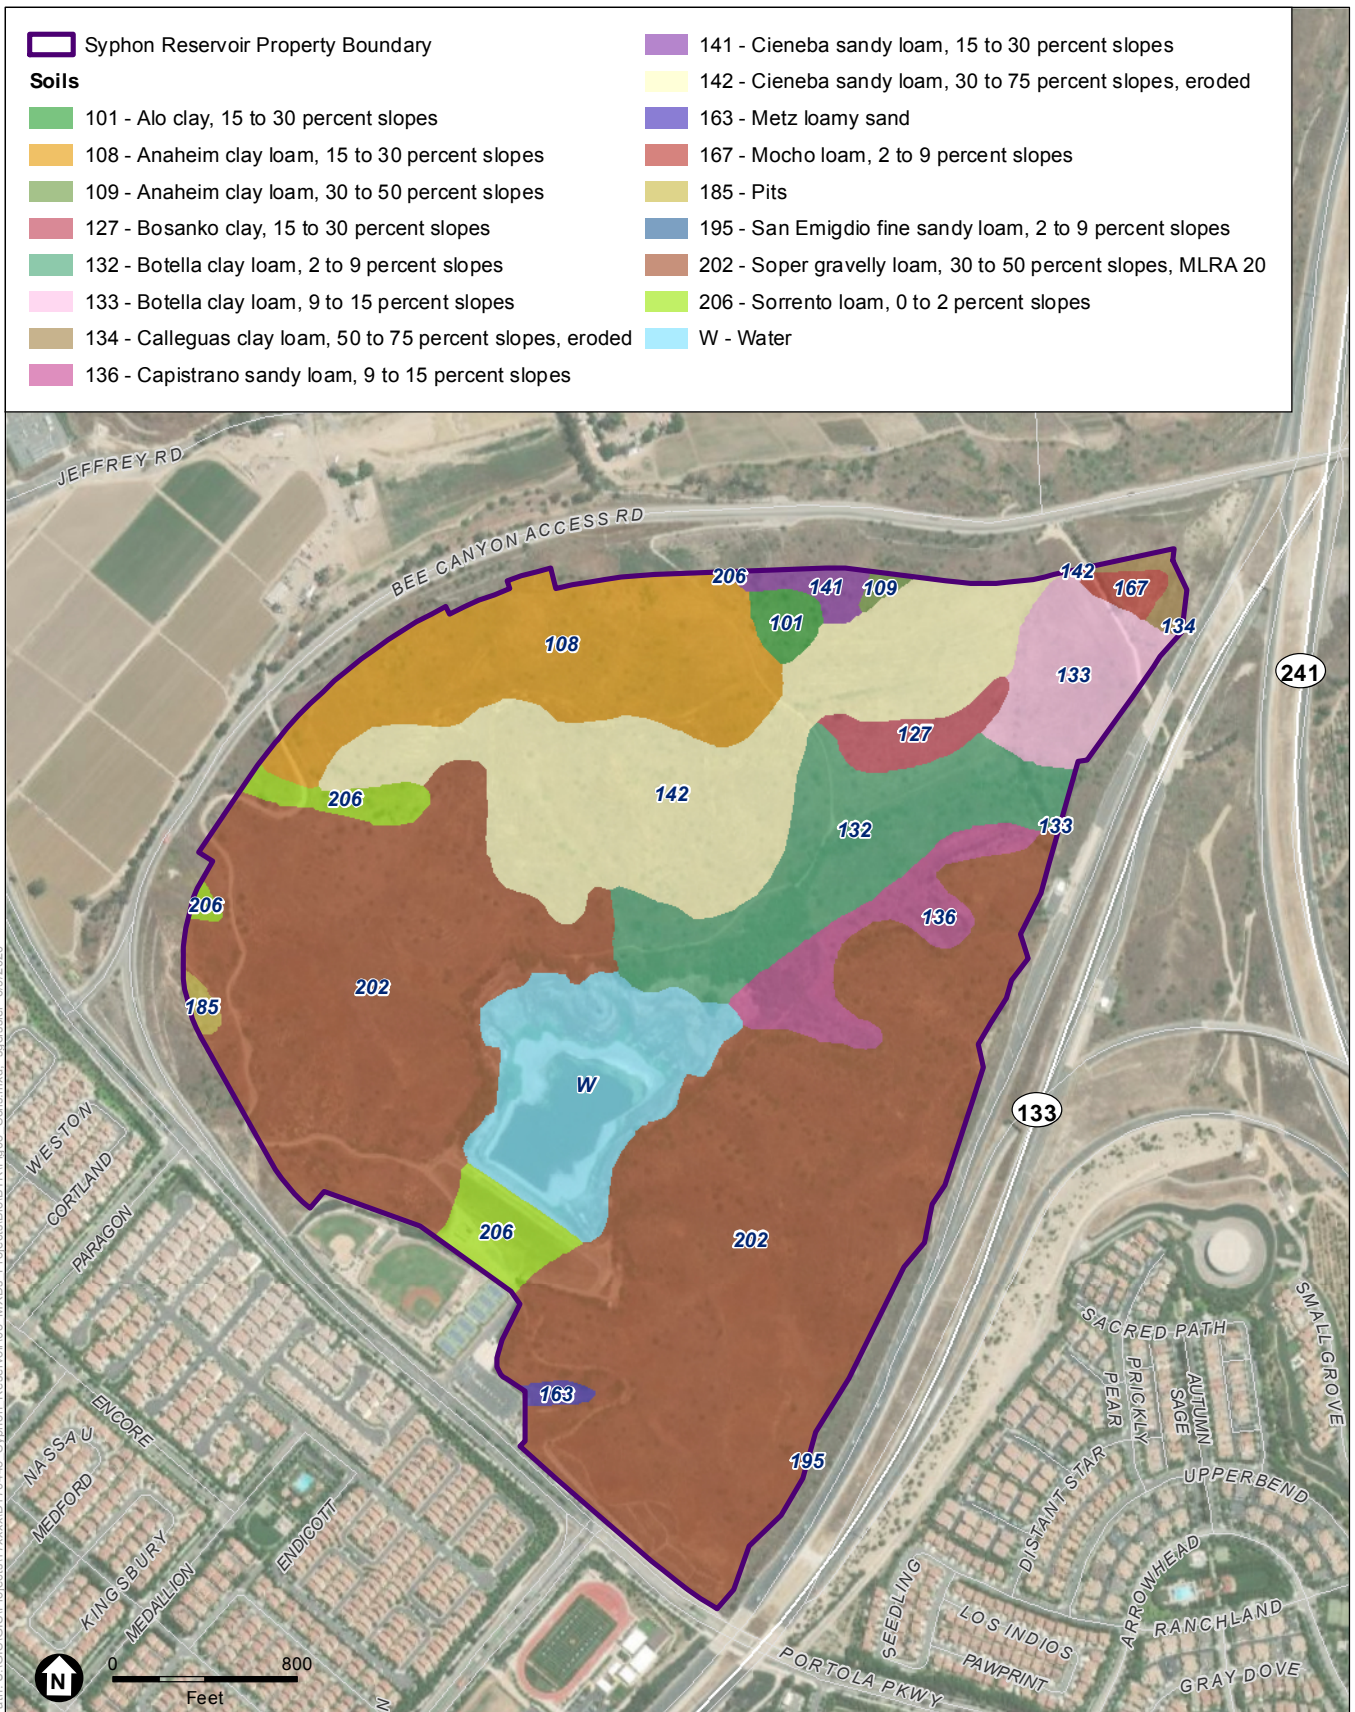 Syphon Reservoir Property Boundary
Soils
101 - Alo clay, 15 to 30 percent slopes
108 - Anaheim clay loam, 15 to 30 percent slopes
109 - Anaheim clay loam, 30 to 50 percent slopes
127 - Bosanko clay, 15 to 30 percent slopes
132 - Botella clay loam, 2 to 9 percent slopes
133 - Botella clay loam, 9 to 15 percent slopes
134 - Calleguas clay loam, 50 to 75 percent slopes, eroded
136 - Capistrano sandy loam, 9 to 15 percent slopes
141 - Cieneba sandy loam, 15 to 30 percent slopes
142 - Cieneba sandy loam, 30 to 75 percent slopes, eroded
163 - Metz loamy sand
167 - Mocho loam, 2 to 9 percent slopes
185 - Pits
195 - San Emigdio fine sandy loam, 2 to 9 percent slopes
202 - Soper gravelly loam, 30 to 50 percent slopes, MLRA 20
206 - Sorrento loam, 0 to 2 percent slopes
W - Water
JEFFREY RD
BEE CANYON ACCESS RD
206
141
109
142
167
101
134
108
133
241
127
206
142
132
133
206
136
202
185
W
133
WESTON
CORTLAND
PARAGON
206
202
SACRED PATH
SMALL GROVE
PRICKLY
PEAR
AUTUMN
SAGE
163
ENCORE
NASSAU
MEDFORD
195
DISTANT STAR
UPPERBEND
ENDICOTT
KINGSBURY
MEDALLION
SEEDLING
ARROWHEAD
LOS INDIOS
RANCHLAND
PAWPRINT
GRAY DOVE
PORTOLA PKWY
N
0
800
Feet
N